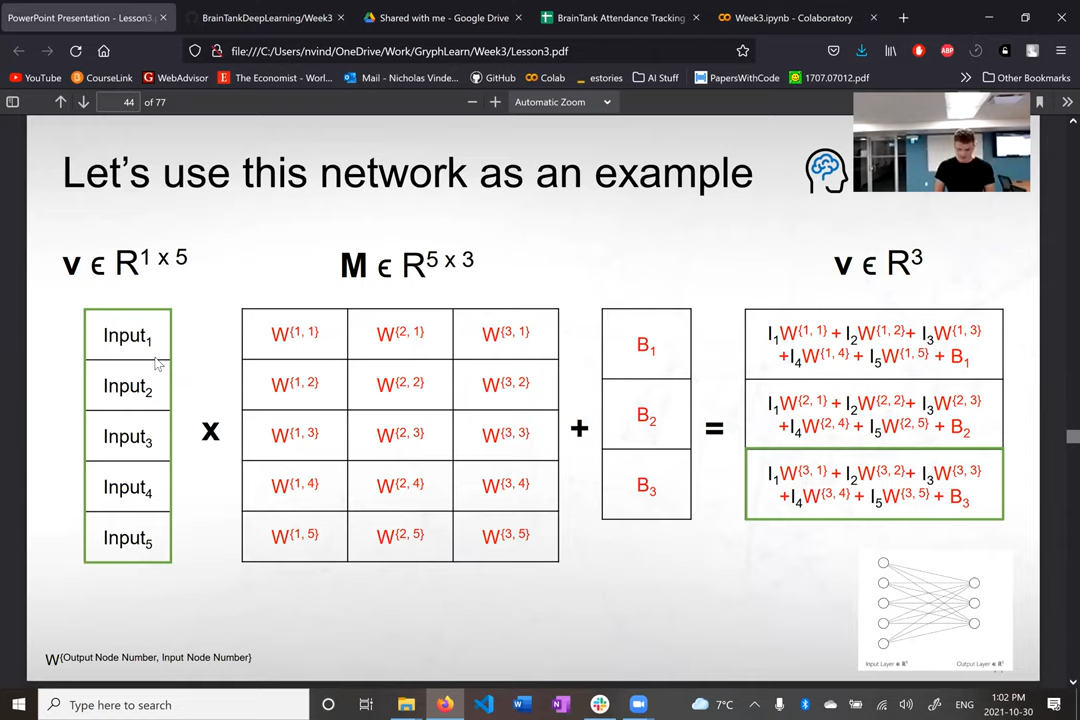 PowerPoint Presentation - Lesson3.p
BrainTankDeepLearning/Week3
Shared with me - Google Drive
BrainTank Attendance Tracking
Week3.ipynb - Colaboratory
file:///C:/Users/nvind/OneDrive/Work/GryphLearn/Week3/Lesson3.pdf
ABP
YouTube
CourseLink
WebAdvisor
The Economist - Worl...
Mail - Nicholas Vinde...
GitHub
Colab
estories
AI Stuff
PapersWithCode
1707.07012.pdf
Other Bookmarks
44 of 77
Automatic Zoom
Let's use this network as an example
v ϵ R^1 x 5
M ϵ R^5 x 3
v ϵ R^3
Input₁
Input₂
Input₃
Input₄
Input₅
x
W^{1, 1} W^{2, 1} W^{3, 1}
W^{1, 2} W^{2, 2} W^{3, 2}
W^{1, 3} W^{2, 3} W^{3, 3}
W^{1, 4} W^{2, 4} W^{3, 4}
W^{1, 5} W^{2, 5} W^{3, 5}
+
B₁
B₂
B₃
=
I₁W^{1, 1} + I₂W^{1, 2}+ I₃W^{1, 3}
+I₄W^{1, 4}+ I₅W^{1, 5} + B₁
I₁W^{2, 1} + I₂W^{2, 2}+ I₃W^{2, 3}
+I₄W^{2, 4}+ I₅W^{2, 5} + B₂
I₁W^{3, 1} + I₂W^{3, 2}+ I₃W^{3, 3}
+I₄W^{3, 4}+ I₅W^{3, 5} + B₃
Input Layer ∈ ℝ⁵
Output Layer ∈ ℝ³
W^{Output Node Number, Input Node Number}
Type here to search
7°C
ENG
1:02 PM
2021-10-30